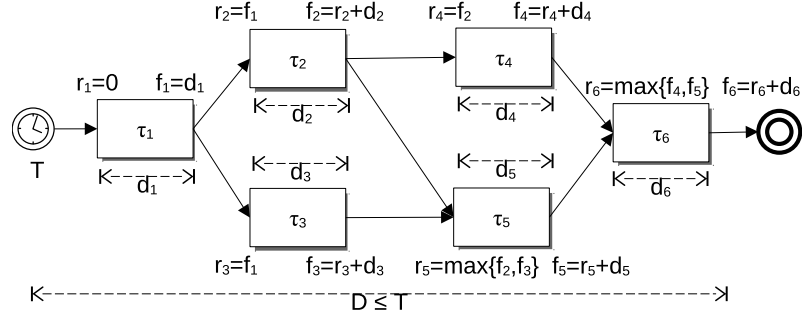 r₂=f₁ f₂=r₂+d₂ r₄=f₂ f₄=r₄+d₄
τ₂ τ₄
r₁=0 f₁=d₁ r₆=max{f₄,f₅} f₆=r₆+d₆
d₂ d₄
τ₁ τ₆
T d₁ d₃ d₅ d₆
τ₃ τ₅
r₃=f₁ f₃=r₃+d₃ r₅=max{f₂,f₃} f₅=r₅+d₅
D ≤ T